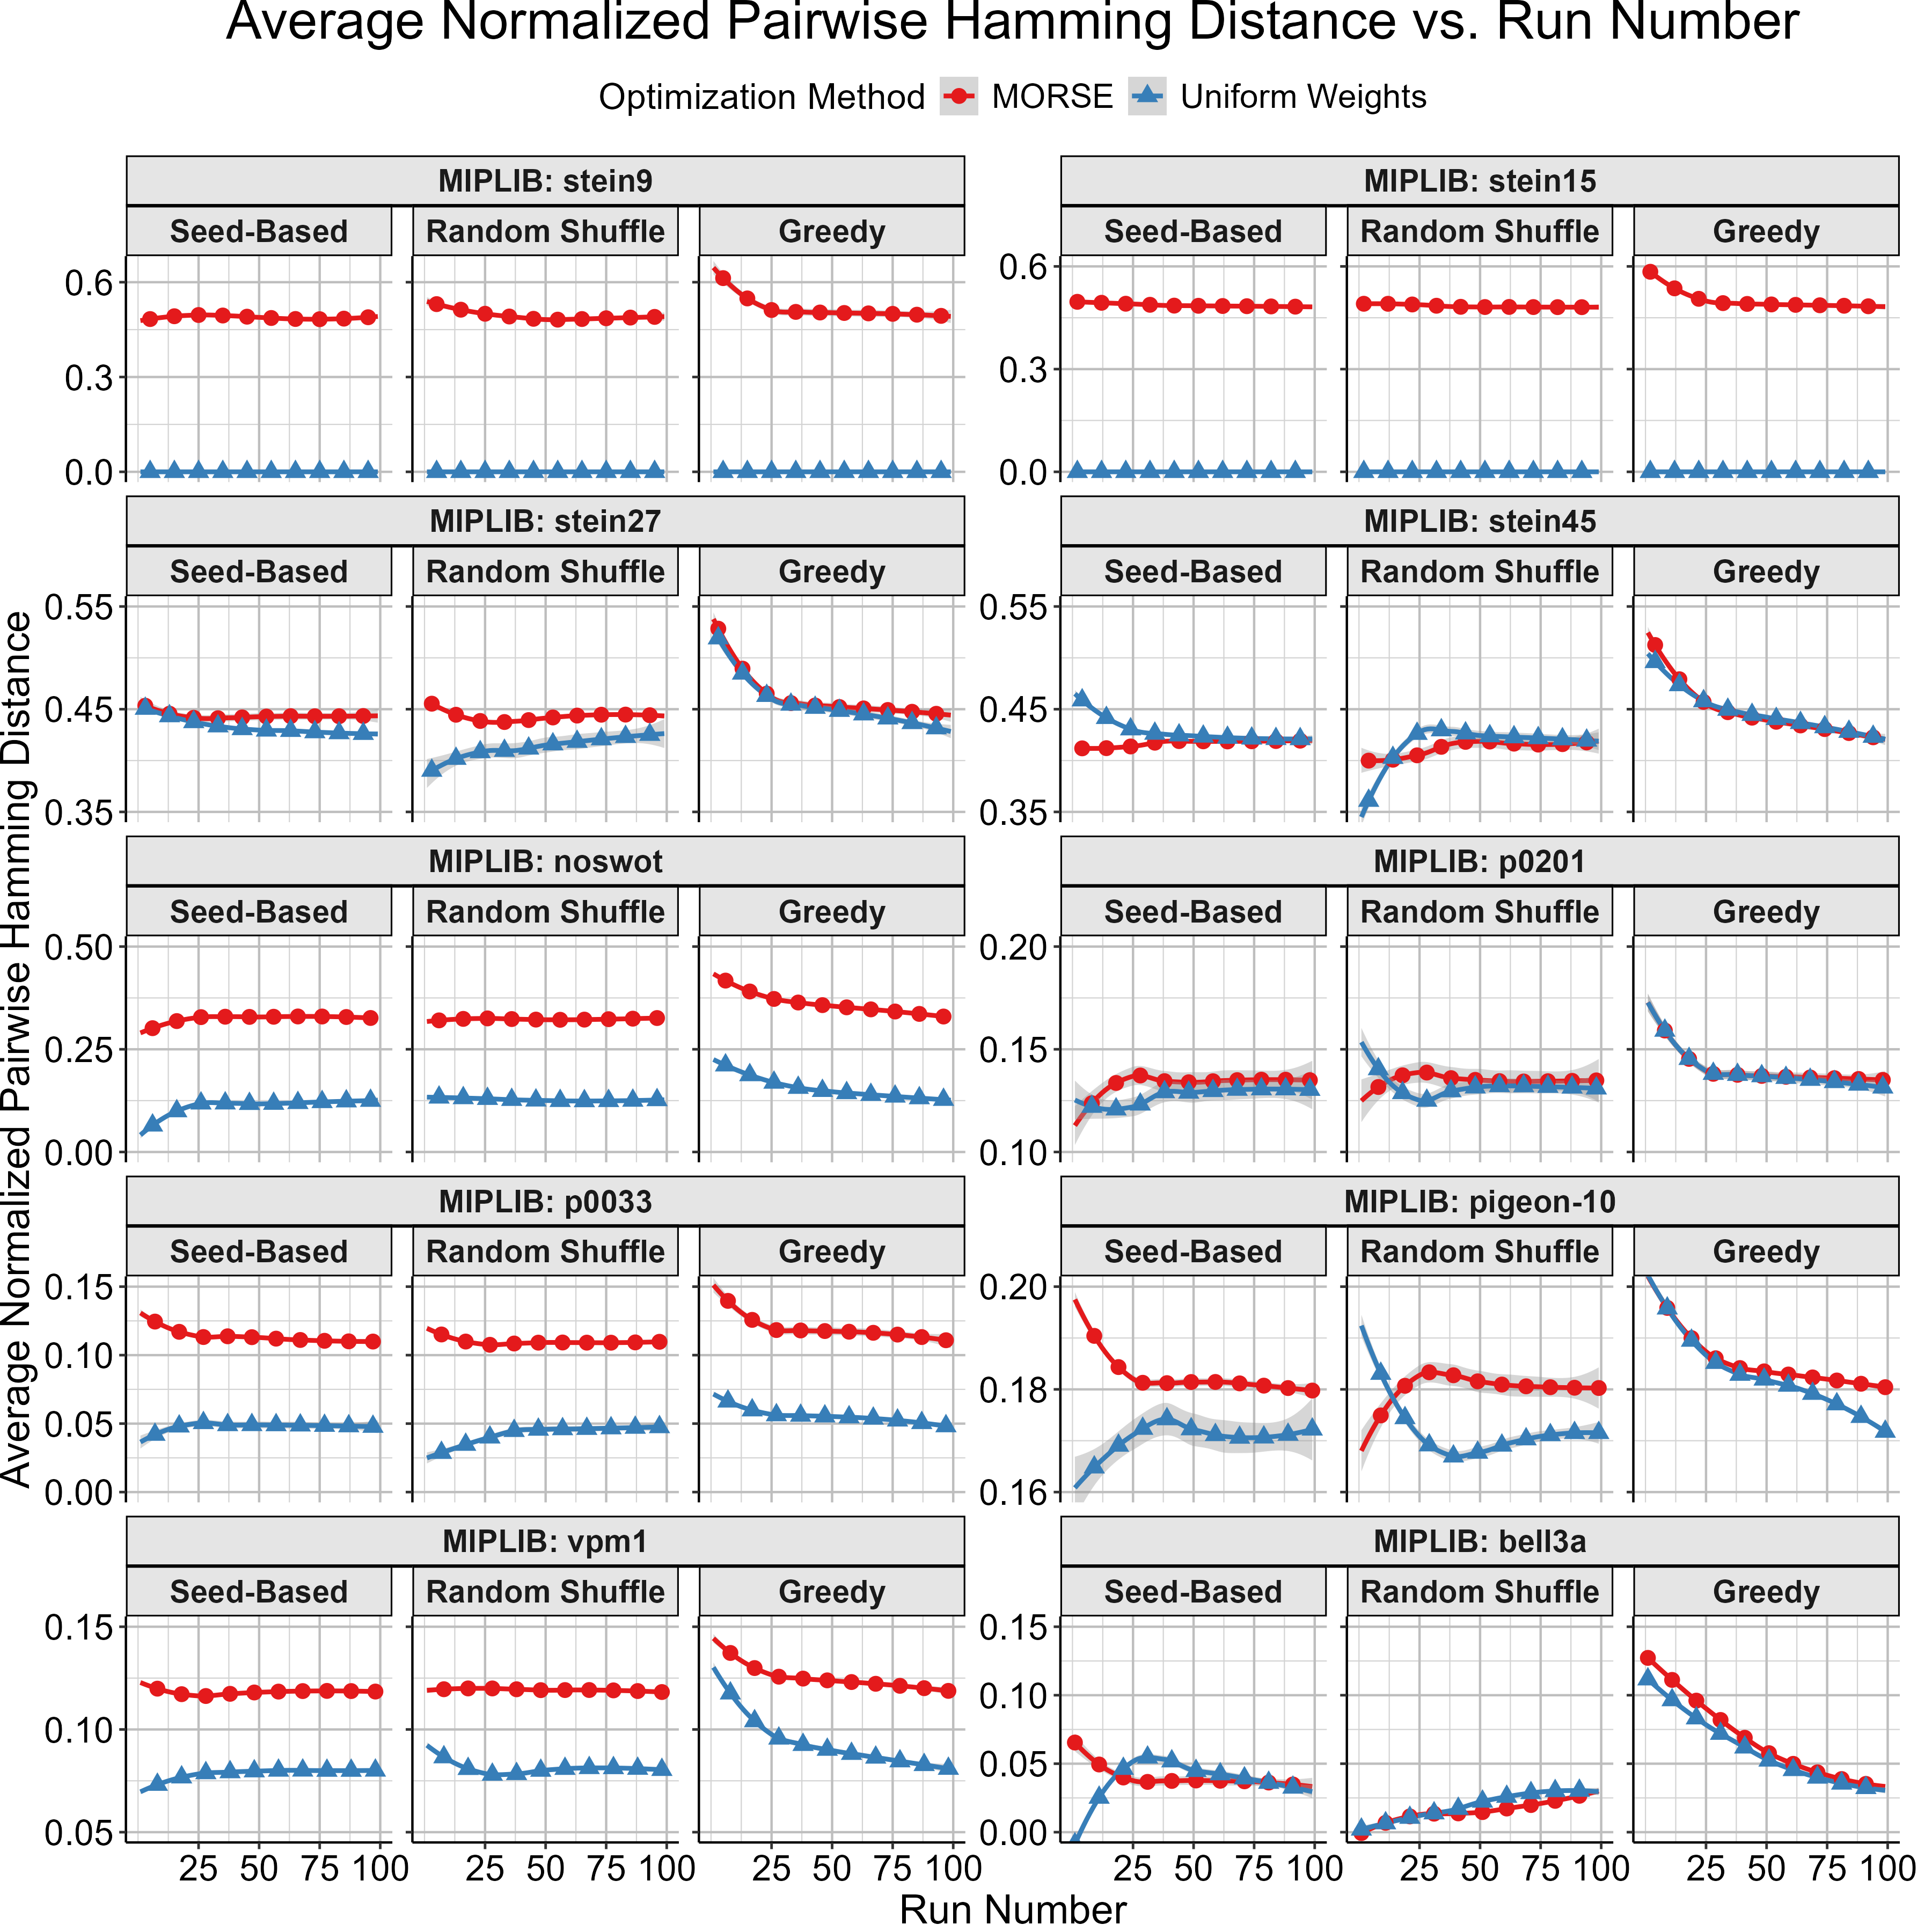 Average Normalized Pairwise Hamming Distance vs. Run Number
Optimization Method MORSE Uniform Weights
Average Normalized Pairwise Hamming Distance
MIPLIB: stein9
Seed-Based Random Shuffle Greedy
0.6
0.3
0.0
MIPLIB: stein15
Seed-Based Random Shuffle Greedy
0.6
0.3
0.0
MIPLIB: stein27
Seed-Based Random Shuffle Greedy
0.55
0.45
0.35
MIPLIB: stein45
Seed-Based Random Shuffle Greedy
0.55
0.45
0.35
MIPLIB: noswot
Seed-Based Random Shuffle Greedy
0.50
0.25
0.00
MIPLIB: p0201
Seed-Based Random Shuffle Greedy
0.20
0.15
0.10
MIPLIB: p0033
Seed-Based Random Shuffle Greedy
0.15
0.10
0.05
0.00
MIPLIB: pigeon-10
Seed-Based Random Shuffle Greedy
0.20
0.18
0.16
MIPLIB: vpm1
Seed-Based Random Shuffle Greedy
0.15
0.10
0.05
25 50 75 100 25 50 75 100 25 50 75 100
MIPLIB: bell3a
Seed-Based Random Shuffle Greedy
0.15
0.10
0.05
0.00
25 50 75 100 25 50 75 100 25 50 75 100
Run Number